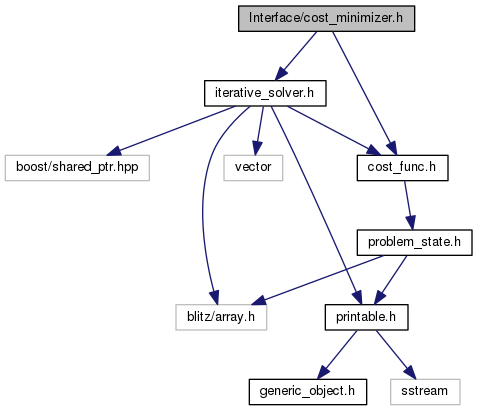 Interface/cost_minimizer.h
iterative_solver.h
boost/shared_ptr.hpp
vector
cost_func.h
problem_state.h
blitz/array.h
printable.h
generic_object.h
sstream